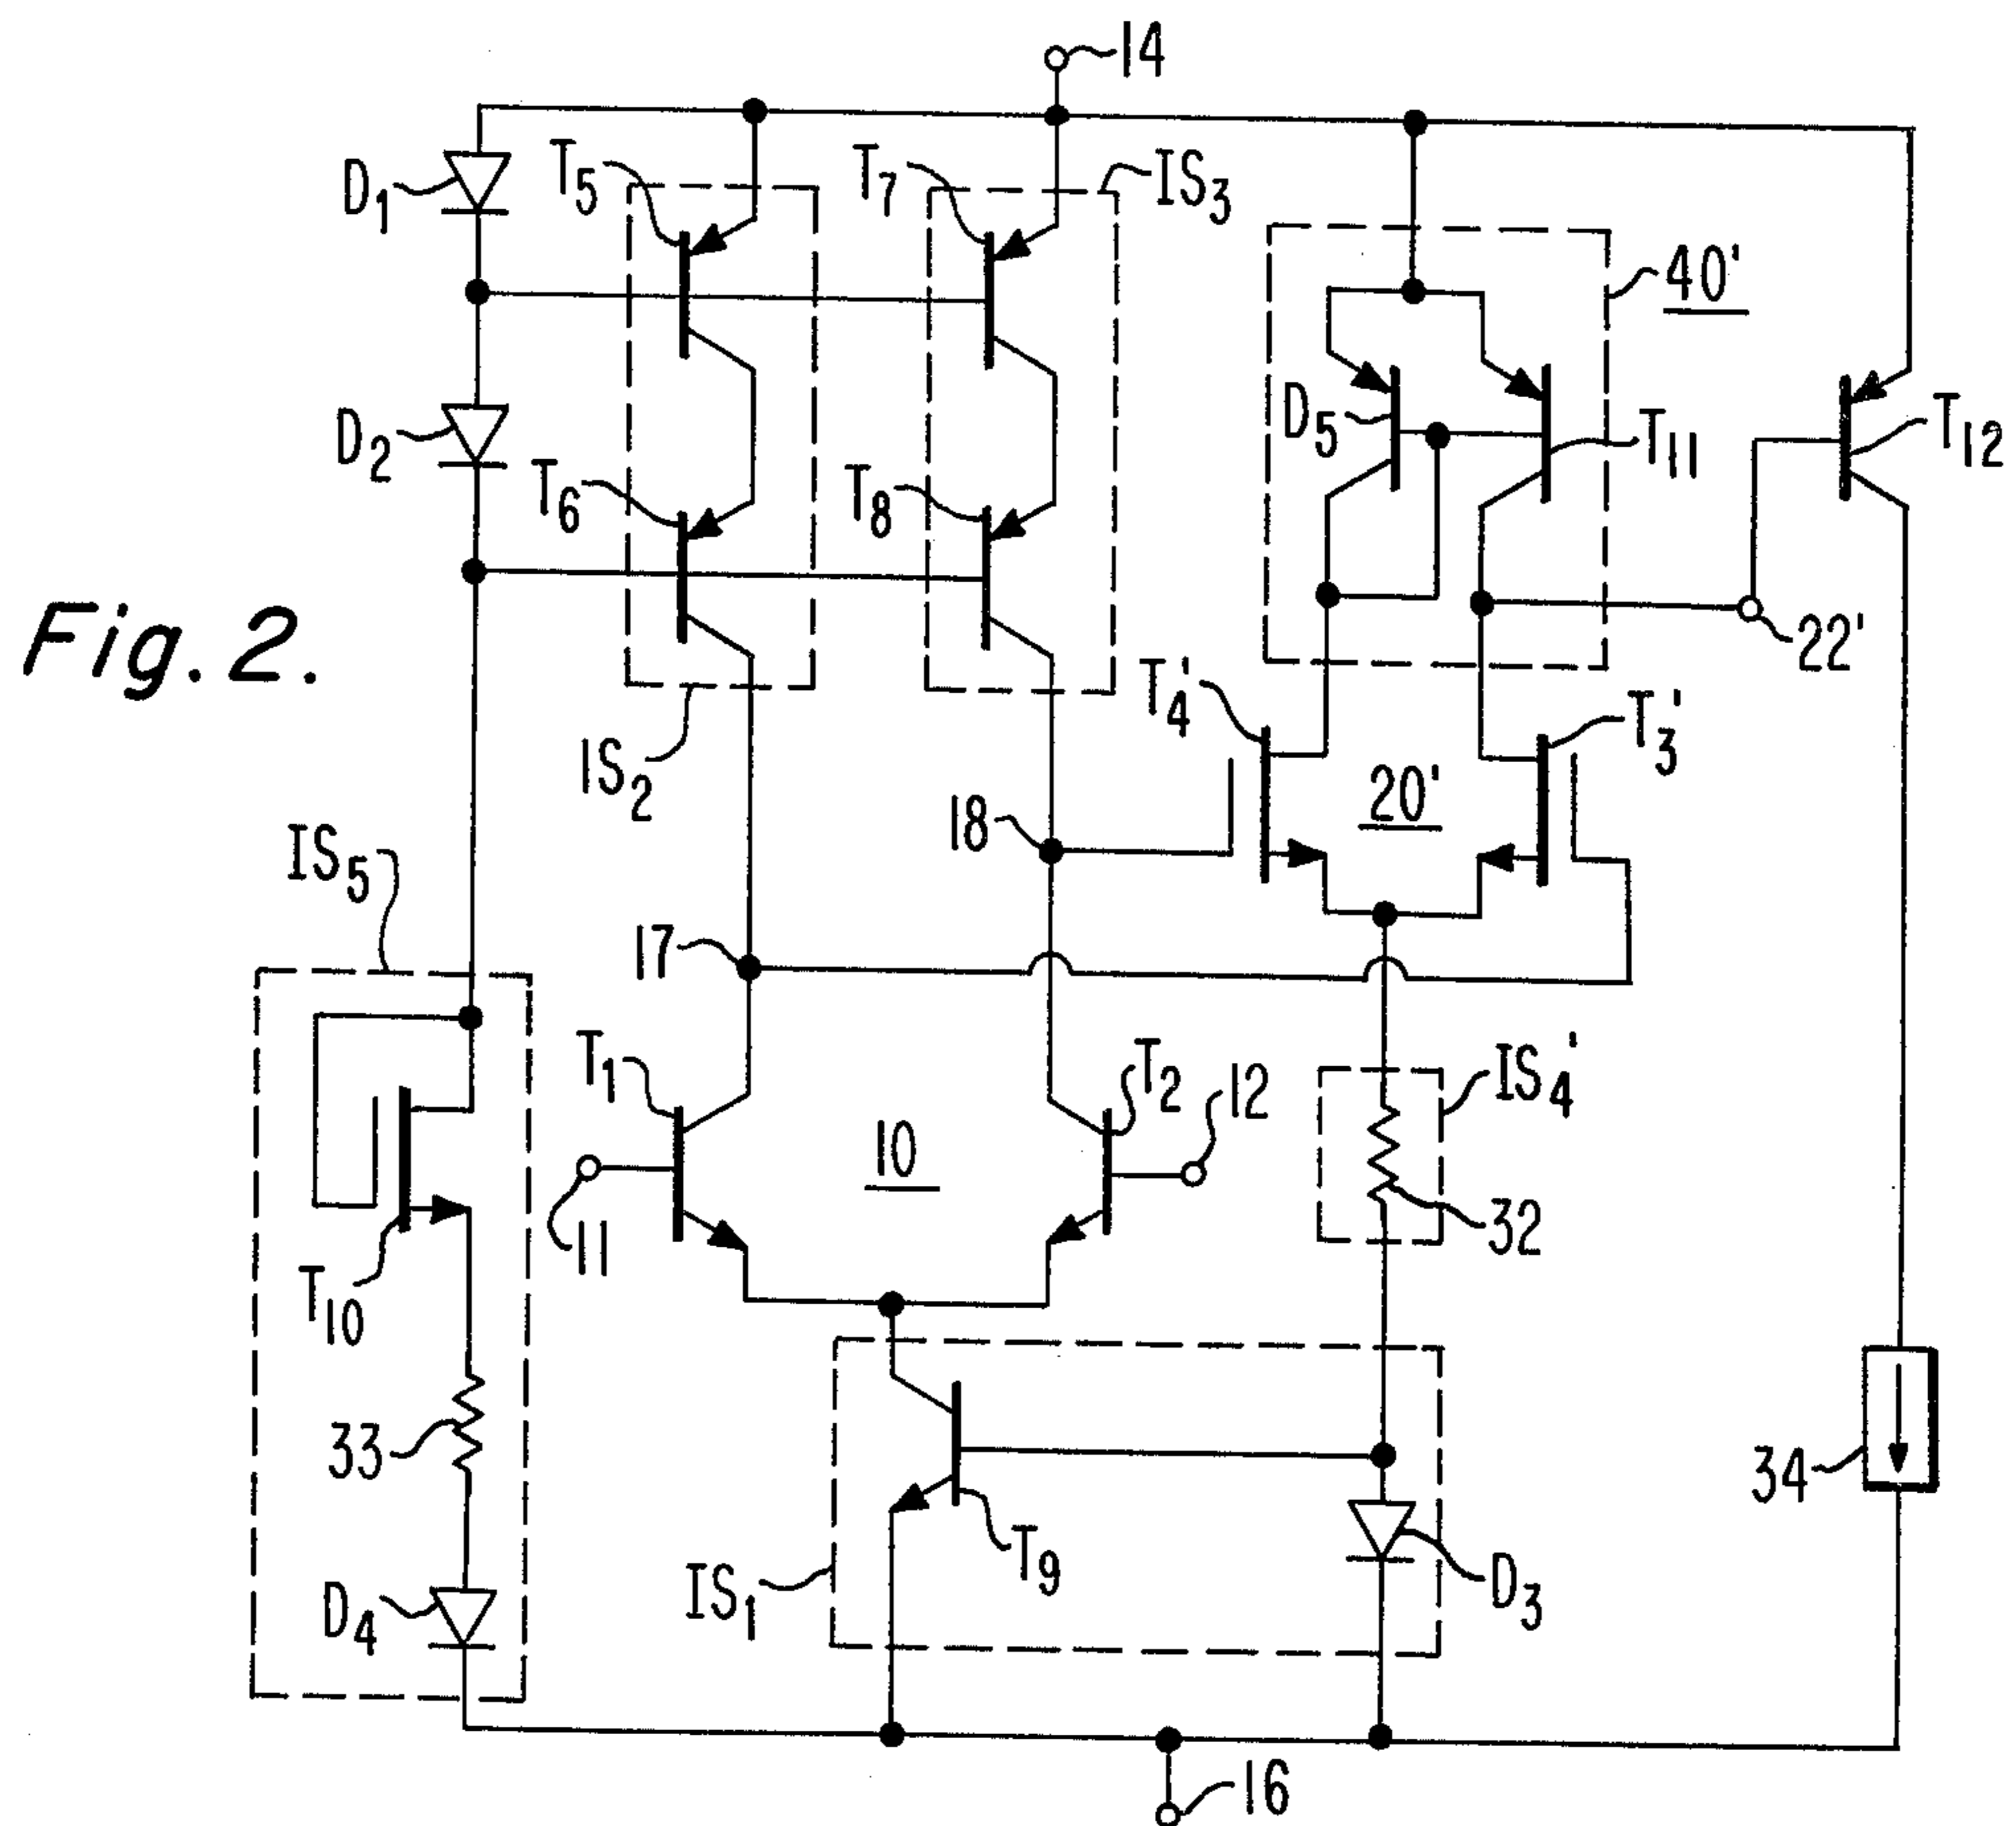 14
D1
T5
T7
IS3
40'
D2
T6
T8
D5
T11
T12
Fig. 2.
22'
T4'
T3'
IS2
20'
18
IS5
17
T1
T2
12
IS4'
10
11
32
T10
33
34
IS1
T9
D3
D4
16